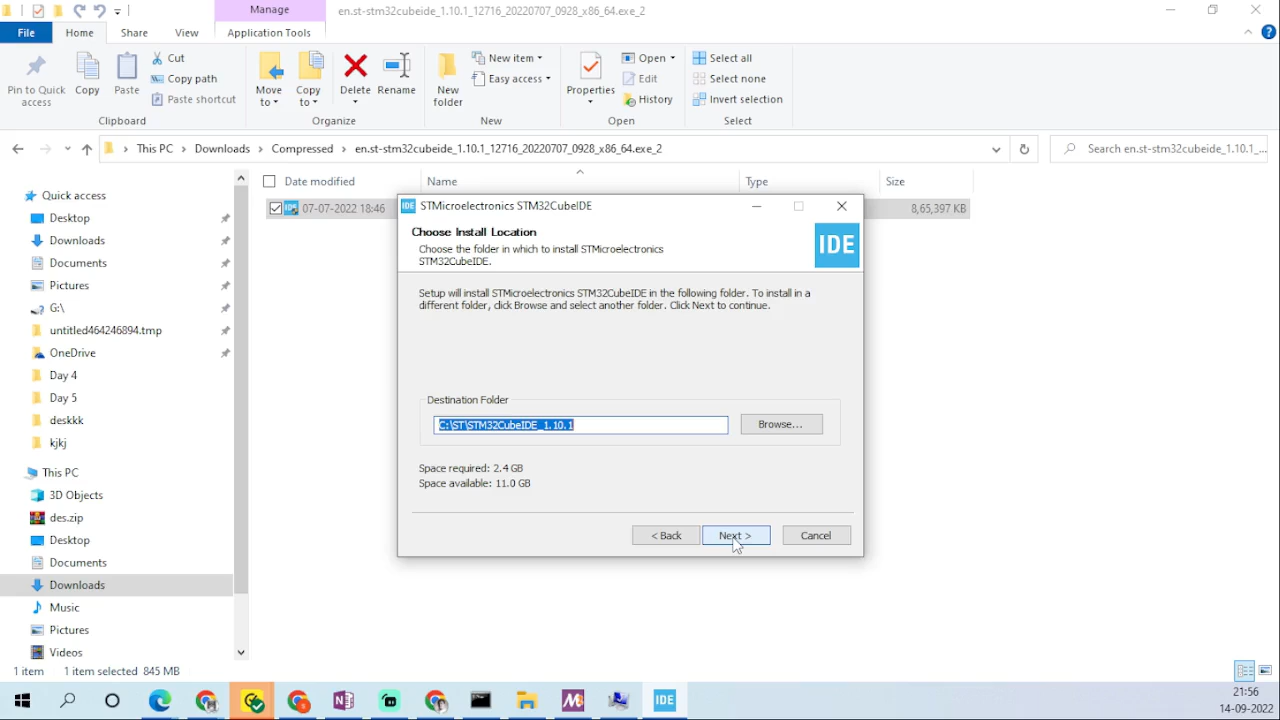 Manage
en.st-stm32cubeide_1.10.1_12716_20220707_0928_x86_64.exe_2
File
Home
Share
View
Application Tools
Pin to Quick
access
Copy
Paste
Cut
Copy path
Paste shortcut
Clipboard
Move
to
Copy
to
Delete
Rename
Organize
New
folder
New item
Easy access
New
Properties
Open
Edit
History
Open
Select all
Select none
Invert selection
Select
This PC
Downloads
Compressed
en.st-stm32cubeide_1.10.1_12716_20220707_0928_x86_64.exe_2
Search en.st-stm32cubeide_1.10.1_...
Quick access
Desktop
Downloads
Documents
Pictures
G:\
untitled464246894.tmp
OneDrive
Day 4
Day 5
deskkk
kjkj
This PC
3D Objects
des.zip
Desktop
Documents
Downloads
Music
Pictures
Videos
Date modified
Name
Type
Size
IDE
07-07-2022 18:46
8,65,397 KB
IDE
STMicroelectronics STM32CubeIDE
Choose Install Location
Choose the folder in which to install STMicroelectronics
STM32CubeIDE.
IDE
Setup will install STMicroelectronics STM32CubeIDE in the following folder. To install in a
different folder, click Browse and select another folder. Click Next to continue.
Destination Folder
C:\ST\STM32CubeIDE_1.10.1
Browse...
Space required: 2.4 GB
Space available: 11.0 GB
< Back
Next >
Cancel
1 item
1 item selected 845 MB
IDE
21:56
14-09-2022